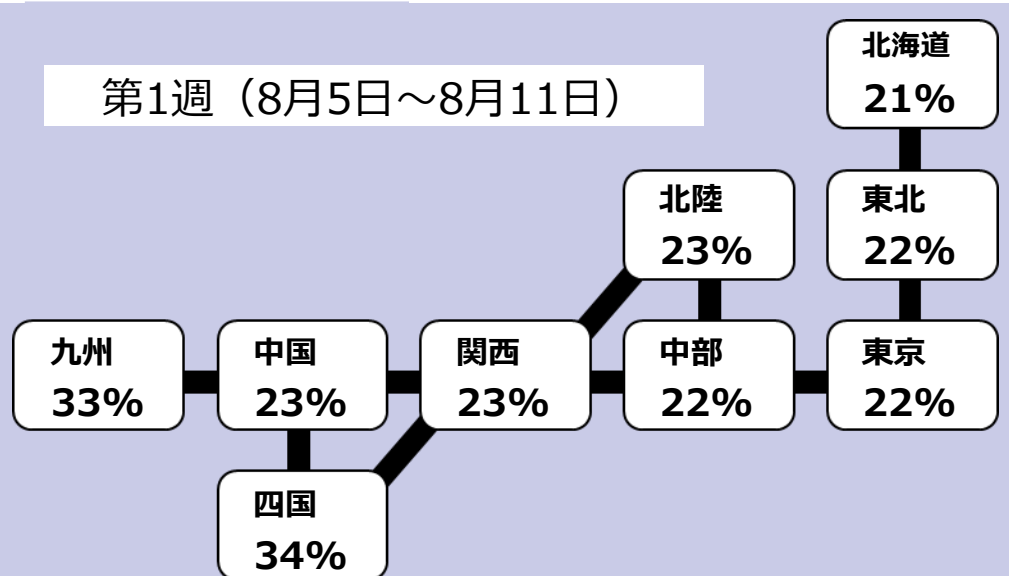 第1週（8月5日～8月11日）
北海道
21%
北陸
23%
東北
22%
九州
33%
中国
23%
関西
23%
中部
22%
東京
22%
四国
34%